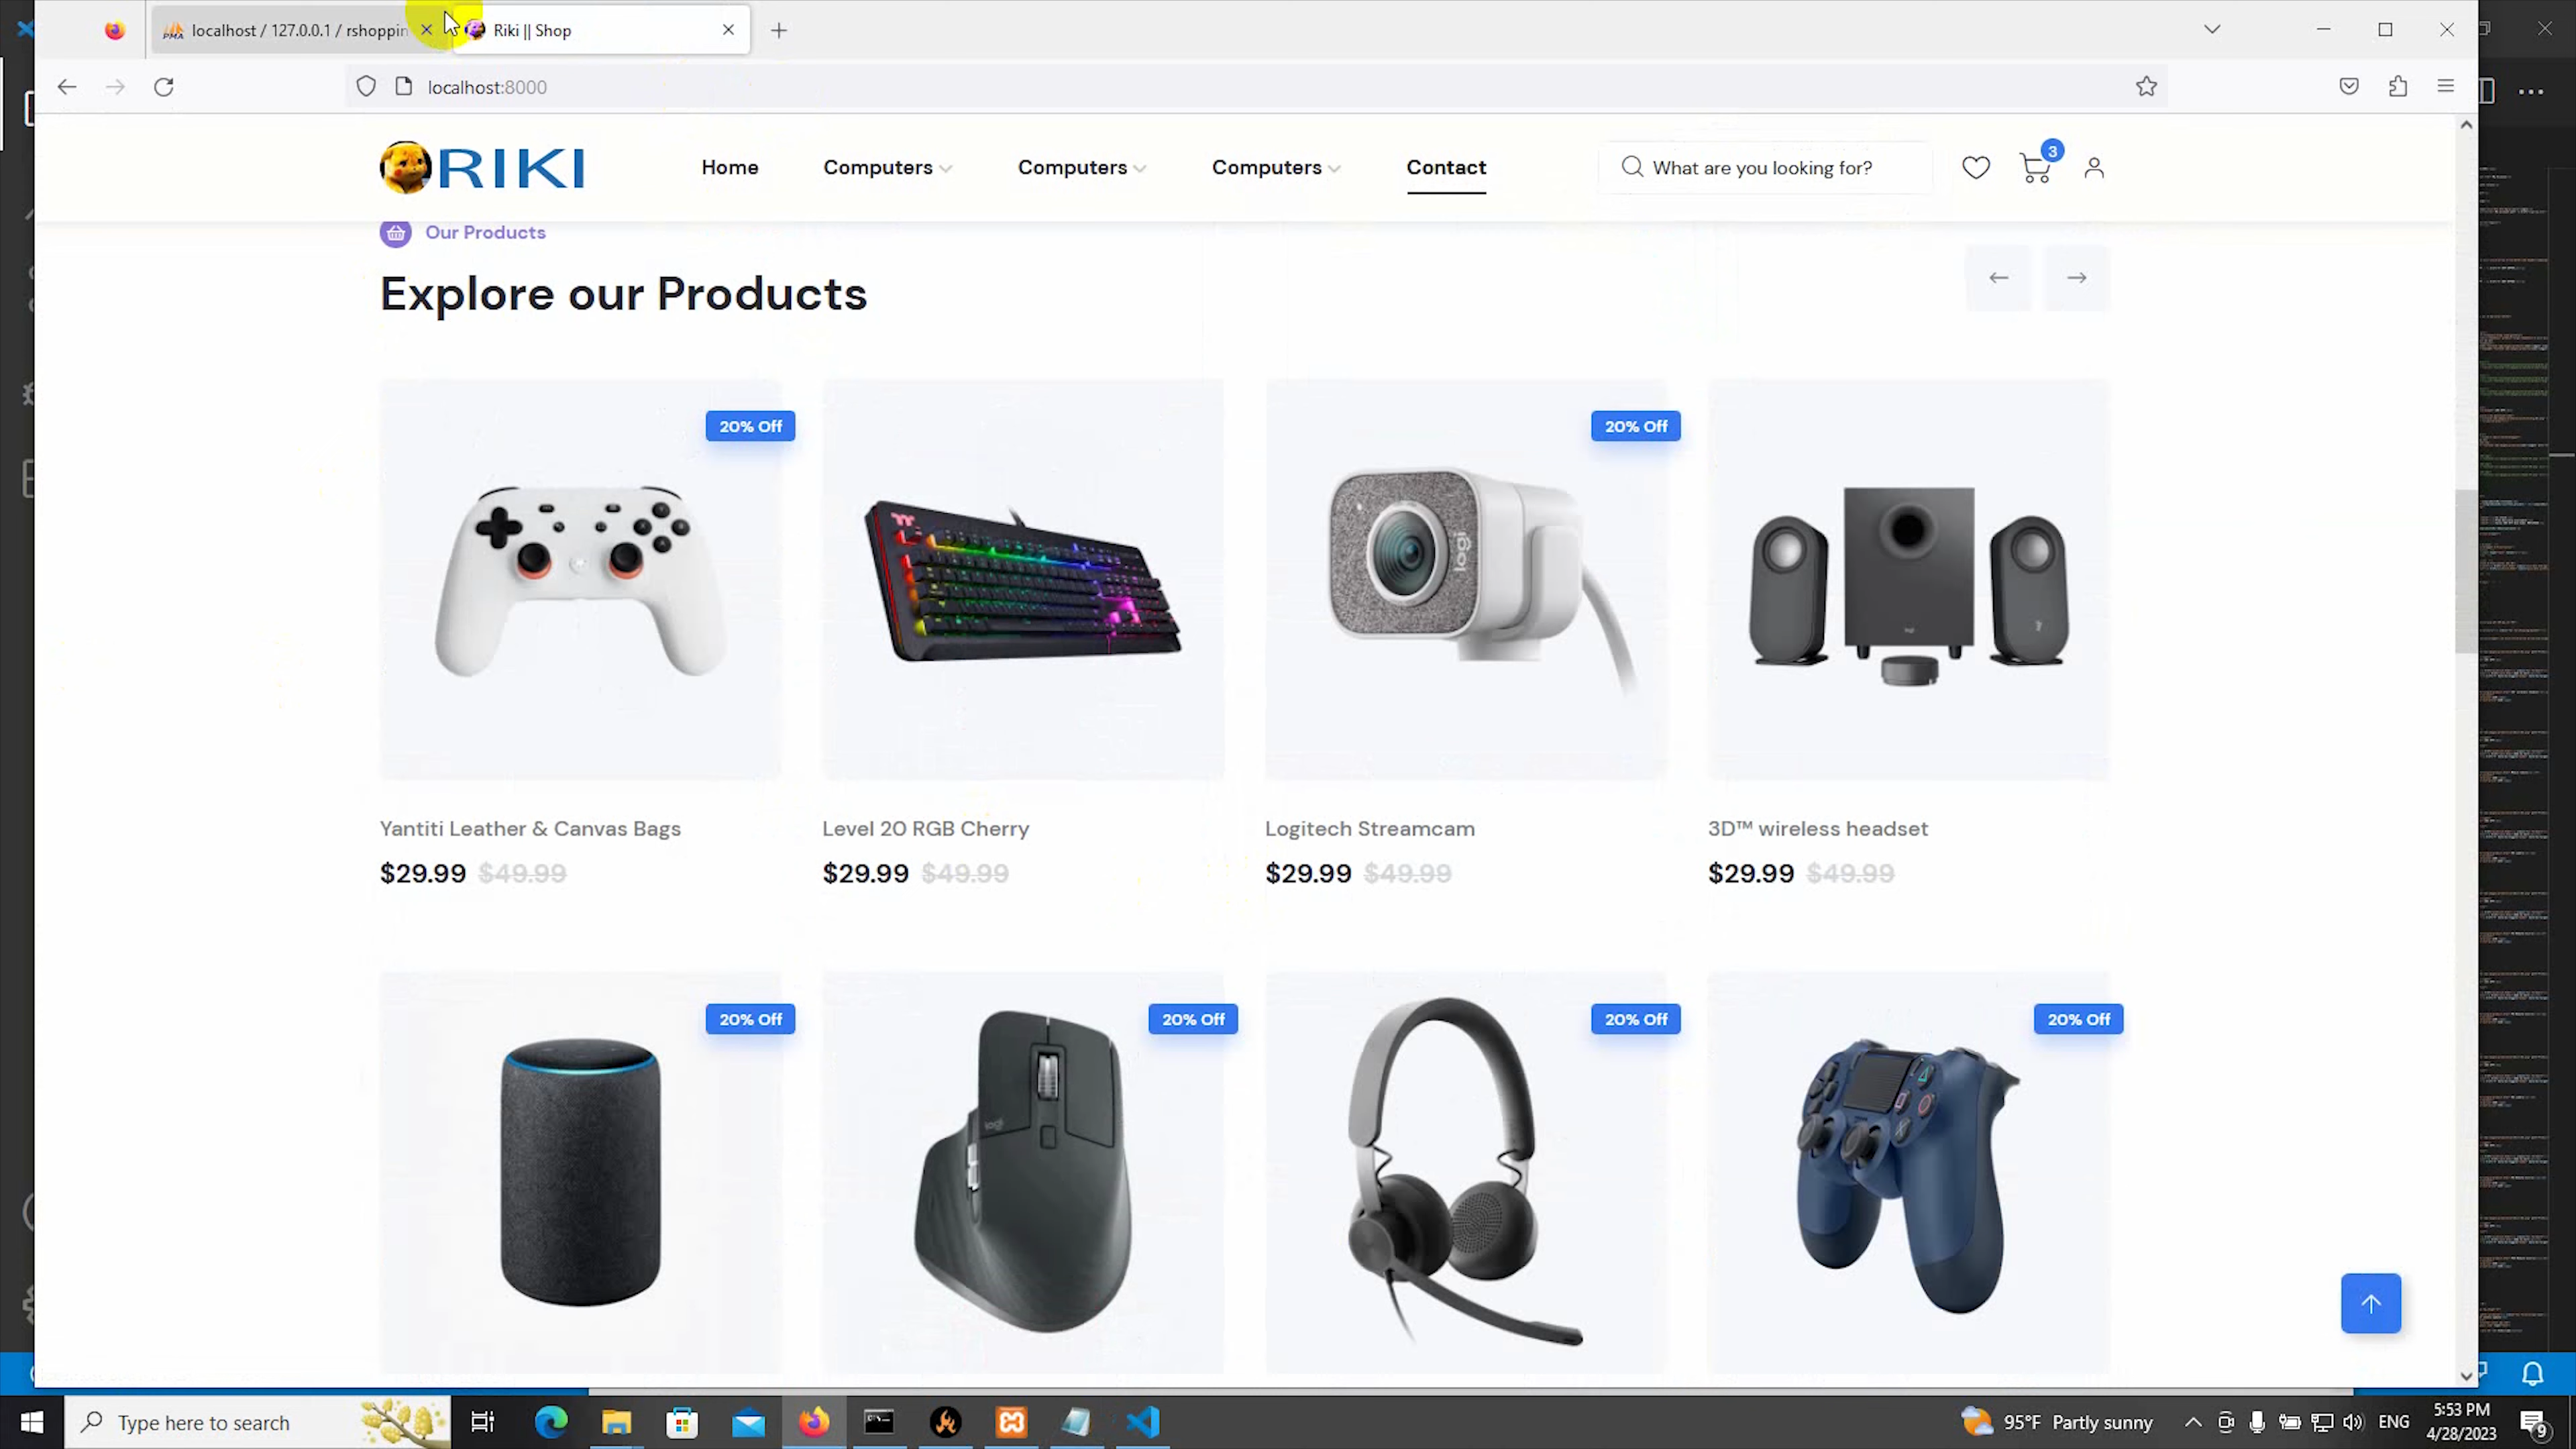 localhost / 127.0.0.1 / rshoppin
Riki || Shop
localhost:8000
RIKI
Home
Computers
Computers
Computers
Contact
What are you looking for?
3
Our Products
Explore our Products
20% Off
20% Off
logi
Yantiti Leather & Canvas Bags
Level 20 RGB Cherry
Logitech Streamcam
3D™ wireless headset
$29.99 $49.99
$29.99 $49.99
$29.99 $49.99
$29.99 $49.99
20% Off
20% Off
20% Off
20% Off
logi
Type here to search
95°F Partly sunny
ENG
5:53 PM
4/28/2023
9